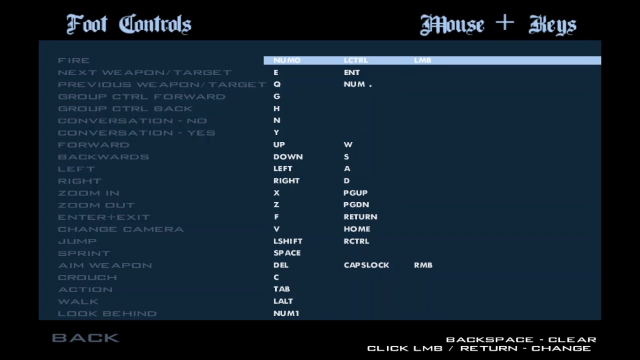 Foot Controls Mouse + Keys
FIRE NUM0 LCTRL LMB
NEXT WEAPON/TARGET E ENT
PREVIOUS WEAPON/TARGET Q NUM .
GROUP CTRL FORWARD G
GROUP CTRL BACK H
CONVERSATION - NO N
CONVERSATION - YES Y
FORWARD UP W
BACKWARDS DOWN S
LEFT LEFT A
RIGHT RIGHT D
ZOOM IN X PGUP
ZOOM OUT Z PGDN
ENTER+EXIT F RETURN
CHANGE CAMERA V HOME
JUMP LSHIFT RCTRL
SPRINT SPACE
AIM WEAPON DEL CAPSLOCK RMB
CROUCH C
ACTION TAB
WALK LALT
LOOK BEHIND NUM1
BACK
BACKSPACE - CLEAR
CLICK LMB / RETURN - CHANGE